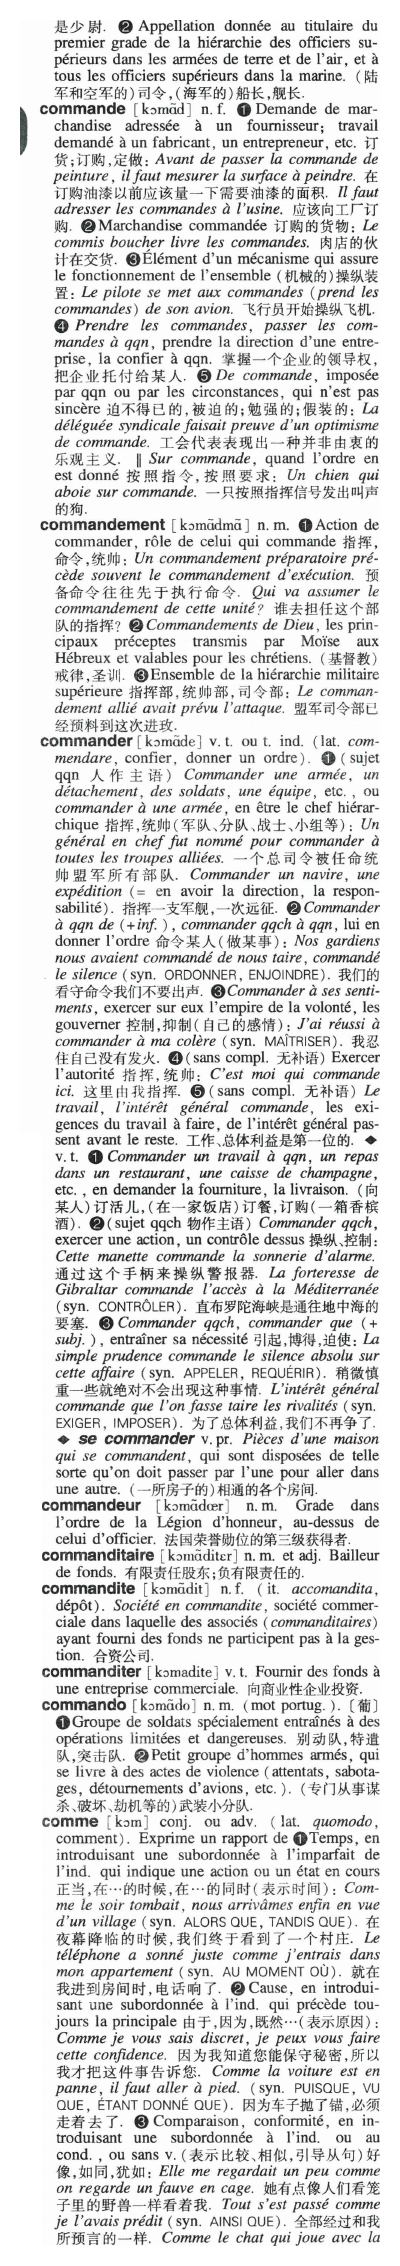 是少尉. ❷ Appellation donnée au titulaire du
premier grade de la hiérarchie des officiers su-
périeurs dans les armées de terre et de l'air, et à
tous les officiers supérieurs dans la marine. (陆
军和空军的)司令,(海军的)船长,舰长.
commande [kɔmɑ̃d] n. f. ❶ Demande de mar-
chandise adressée à un fournisseur; travail
demandé à un fabricant, un entrepreneur, etc. 订
货;订购,定做: Avant de passer la commande de
peinture, il faut mesurer la surface à peindre. 在
订购油漆以前应该量一下需要油漆的面积. Il faut
adresser les commandes à l'usine. 应该向工厂订
购. ❷ Marchandise commandée 订购的货物: Le
commis boucher livre les commandes. 肉店的伙
计在交货. ❸ Élément d'un mécanisme qui assure
le fonctionnement de l'ensemble (机械的)操纵装
置: Le pilote se met aux commandes (prend les
commandes) de son avion. 飞行员开始操纵飞机.
❹ Prendre les commandes, passer les com-
mandes à qqn, prendre la direction d'une entre-
prise, la confier à qqn. 掌握一个企业的领导权,
把企业托付给某人. ❺ De commande, imposée
par qqn ou par les circonstances, qui n'est pas
sincère 迫不得已的,被迫的;勉强的;假装的: La
déléguée syndicale faisait preuve d'un optimisme
de commande. 工会代表表现出一种并非由衷的
乐观主义. ‖ Sur commande, quand l'ordre en
est donné 按照指令,按照要求: Un chien qui
aboie sur commande. 一只按照指挥信号发出叫声
的狗.
commandement [kɔmɑ̃dmɑ̃] n. m. ❶ Action de
commander, rôle de celui qui commande 指挥,
命令,统帅: Un commandement préparatoire pré-
cède souvent le commandement d'exécution. 预
备命令往往先于执行命令. Qui va assumer le
commandement de cette unité? 谁去担任这个部
队的指挥? ❷ Commandements de Dieu, les prin-
cipaux préceptes transmis par Moïse aux
Hébreux et valables pour les chrétiens. (基督教)
戒律,圣训. ❸ Ensemble de la hiérarchie militaire
supérieure 指挥部,统帅部,司令部: Le comman-
dement allié avait prévu l'attaque. 盟军司令部已
经预料到这次进攻.
commander [kɔmɑ̃de] v. t. ou t. ind. (lat. com-
mendare, confier, donner un ordre). ❶ (sujet
qqn 人作主语) Commander une armée, un
détachement, des soldats, une équipe, etc., ou
commander à une armée, en être le chef hiérar-
chique 指挥,统帅(军队、分队、战士、小组等): Un
général en chef fut nommé pour commander à
toutes les troupes alliées. 一个总司令被任命统
帅盟军所有部队. Commander un navire, une
expédition (= en avoir la direction, la respon-
sabilité). 指挥一支军舰,一次远征. ❷ Commander
à qqn de (+inf.), commander qqch à qqn, lui en
donner l'ordre 命令某人(做某事): Nos gardiens
nous avaient commandé de nous taire, commandé
le silence (syn. ORDONNER, ENJOINDRE). 我们的
看守命令我们不要出声. ❸ Commander à ses senti-
ments, exercer sur eux l'empire de la volonté, les
gouverner 控制,抑制(自己的感情): J'ai réussi à
commander à ma colère (syn. MAÎTRISER). 我忍
住自己没有发火. ❹ (sans compl. 无补语) Exercer
l'autorité 指挥,统帅: C'est moi qui commande
ici. 这里由我指挥. ❺ (sans compl. 无补语) Le
travail, l'intérêt général commande, les exi-
gences du travail à faire, de l'intérêt général pas-
sent avant le reste. 工作、总体利益是第一位的. ◆
v. t. ❶ Commander un travail à qqn, un repas
dans un restaurant, une caisse de champagne,
etc., en demander la fourniture, la livraison. (向
某人)订活儿,(在一家饭店)订餐,订购(一箱香槟
酒). ❷ (sujet qqch 物作主语) Commander qqch,
exercer une action, un contrôle dessus 操纵、控制:
Cette manette commande la sonnerie d'alarme.
通过这个手柄来操纵警报器. La forteresse de
Gibraltar commande l'accès à la Méditerranée
(syn. CONTRÔLER). 直布罗陀海峡是通往地中海的
要塞. ❸ Commander qqch, commander que (+
subj.), entraîner sa nécessité 引起,博得,迫使: La
simple prudence commande le silence absolu sur
cette affaire (syn. APPELER, REQUÉRIR). 稍微慎
重一些就绝对不会出现这种事情. L'intérêt général
commande que l'on fasse taire les rivalités (syn.
EXIGER, IMPOSER). 为了总体利益,我们不再争了.
◆ se commander v. pr. Pièces d'une maison
qui se commandent, qui sont disposées de telle
sorte qu'on doit passer par l'une pour aller dans
une autre. (一所房子的)相通的各个房间.
commandeur [kɔmɑ̃dœr] n. m. Grade dans
l'ordre de la Légion d'honneur, au-dessus de
celui d'officier. 法国荣誉勋位的第三级获得者.
commanditaire [kɔmɑ̃ditɛr] n. m. et adj. Bailleur
de fonds. 有限责任股东;负有限责任的.
commandite [kɔmɑ̃dit] n. f. (it. accomandita,
dépôt). Société en commandite, société commer-
ciale dans laquelle des associés (commanditaires)
ayant fourni des fonds ne participent pas à la ges-
tion. 合资公司.
commanditer [kɔmadite] v. t. Fournir des fonds à
une entreprise commerciale. 向商业性企业投资.
commando [kɔmɑ̃do] n. m. (mot portug.). [葡]
❶ Groupe de soldats spécialement entraînés à des
opérations limitées et dangereuses. 别动队,特遣
队,突击队. ❷ Petit groupe d'hommes armés, qui
se livre à des actes de violence (attentats, sabota-
ges, détournements d'avions, etc.). (专门从事谋
杀、破坏、劫机等的)武装小分队.
comme [kɔm] conj. ou adv. (lat. quomodo,
comment). Exprime un rapport de ❶ Temps, en
introduisant une subordonnée à l'imparfait de
l'ind. qui indique une action ou un état en cours
正当,在…的时候,在…的同时(表示时间): Com-
me le soir tombait, nous arrivâmes enfin en vue
d'un village (syn. ALORS QUE, TANDIS QUE). 在
夜幕降临的时候,我们终于看到了一个村庄. Le
téléphone a sonné juste comme j'entrais dans
mon appartement (syn. AU MOMENT OÙ). 就在
我进到房间时,电话响了. ❷ Cause, en introdui-
sant une subordonnée à l'ind. qui précède tou-
jours la principale 由于,因为,既然…(表示原因):
Comme je vous sais discret, je peux vous faire
cette confidence. 因为我知道您能保守秘密,所以
我才把这件事告诉您. Comme la voiture est en
panne, il faut aller à pied. (syn. PUISQUE, VU
QUE, ÉTANT DONNÉ QUE). 因为车子抛了锚,必须
走着去了. ❸ Comparaison, conformité, en in-
troduisant une subordonnée à l'ind. ou au
cond., ou sans v. (表示比较、相似,引导从句)好
像,如同,犹如: Elle me regardait un peu comme
on regarde un fauve en cage. 她有点像人们看笼
子里的野兽一样看着我. Tout s'est passé comme
je l'avais prédit (syn. AINSI QUE). 全部经过和我
所预言的一样. Comme le chat qui joue avec la